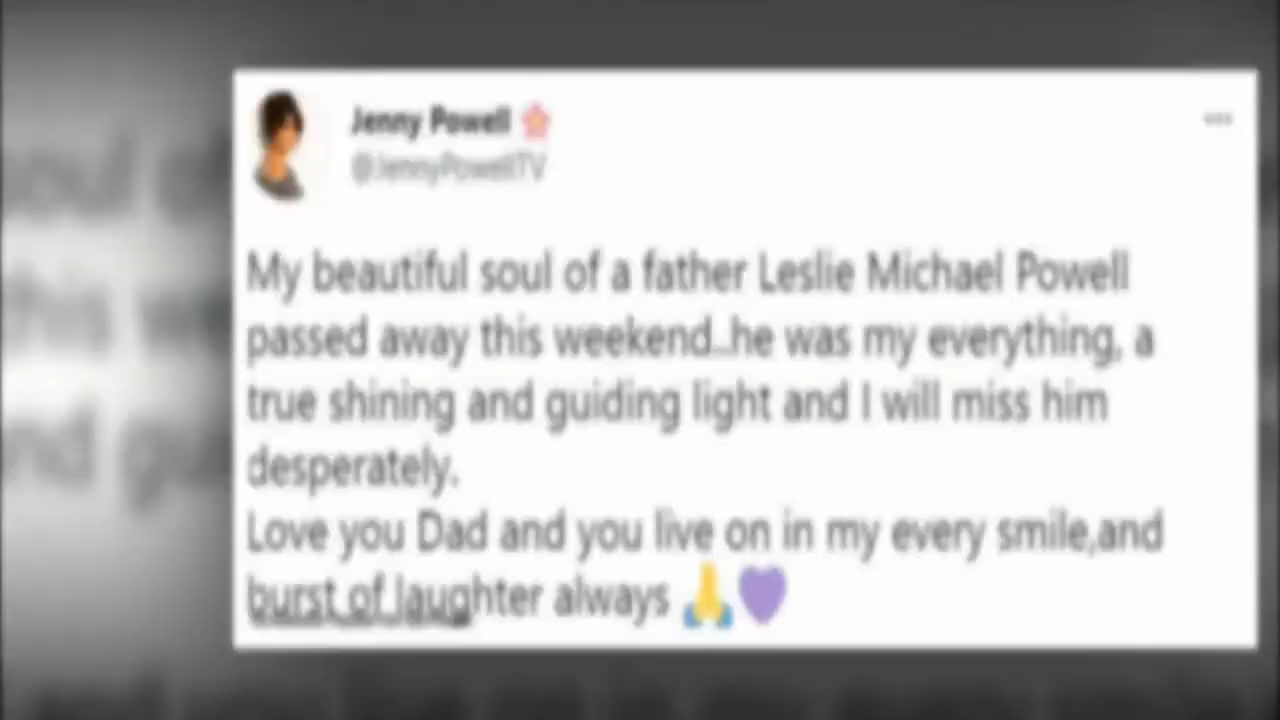 Jenny Powell 🌸
@JennyPowellTV
My beautiful soul of a father Leslie Michael Powell
passed away this weekend..he was my everything, a
true shining and guiding light and I will miss him
desperately.
Love you Dad and you live on in my every smile,and
burst of laughter always 🙏💜